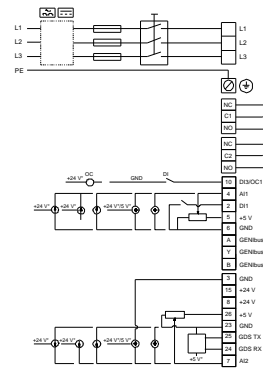 L1 L1
L2 L2
L3 L3
PE
NC
C1
NO
NC
C2
NO
+24 V* OC GND DI 10 DI3/OC1
4 AI1
2 DI1
+24 V* +24 V* +24 V*/5 V* 5 +5 V
6 GND
A GENIbus
Y GENIbus
B GENIbus
3 GND
15 +24 V
8 +24 V
26 +5 V
23 GND
25 GDS TX
+24 V* +24 V* +24 V*/5 V* 24 GDS RX
+5 V* 7 AI2